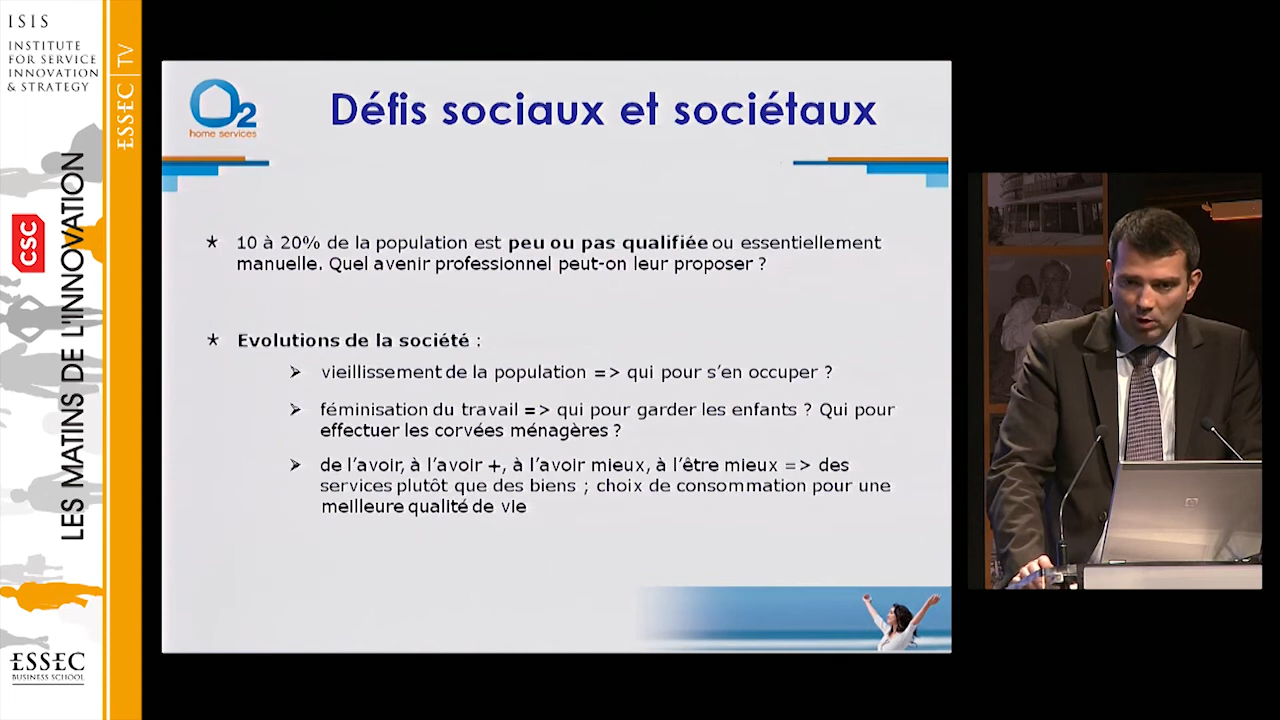 ISIS
INSTITUTE
FOR SERVICE
INNOVATION
& STRATEGY
ESSEC | TV
CSC
LES MATINS DE L'INNOVATION
ESSEC
BUSINESS SCHOOL
O2
home services
Défis sociaux et sociétaux
* 10 à 20% de la population est peu ou pas qualifiée ou essentiellement
manuelle. Quel avenir professionnel peut-on leur proposer ?
* Evolutions de la société :
➢ vieillissement de la population => qui pour s’en occuper ?
➢ féminisation du travail => qui pour garder les enfants ? Qui pour
effectuer les corvées ménagères ?
➢ de l’avoir, à l’avoir +, à l’avoir mieux, à l’être mieux => des
services plutôt que des biens ; choix de consommation pour une
meilleure qualité de vie
hp